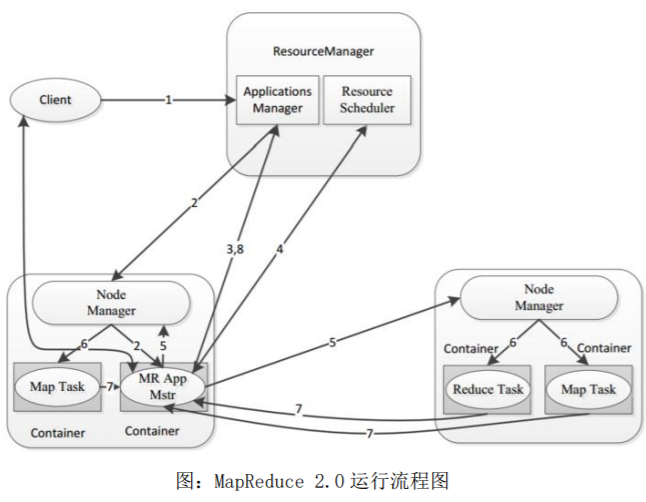 ResourceManager
Client
1
Applications
Manager
Resource
Scheduler
2
3,8
4
Node
Manager
6
2
5
5
Map Task
7
MR App
Mstr
Container
Container
Node
Manager
Container
6
6
Container
Reduce Task
Map Task
7
7
图：MapReduce 2.0运行流程图